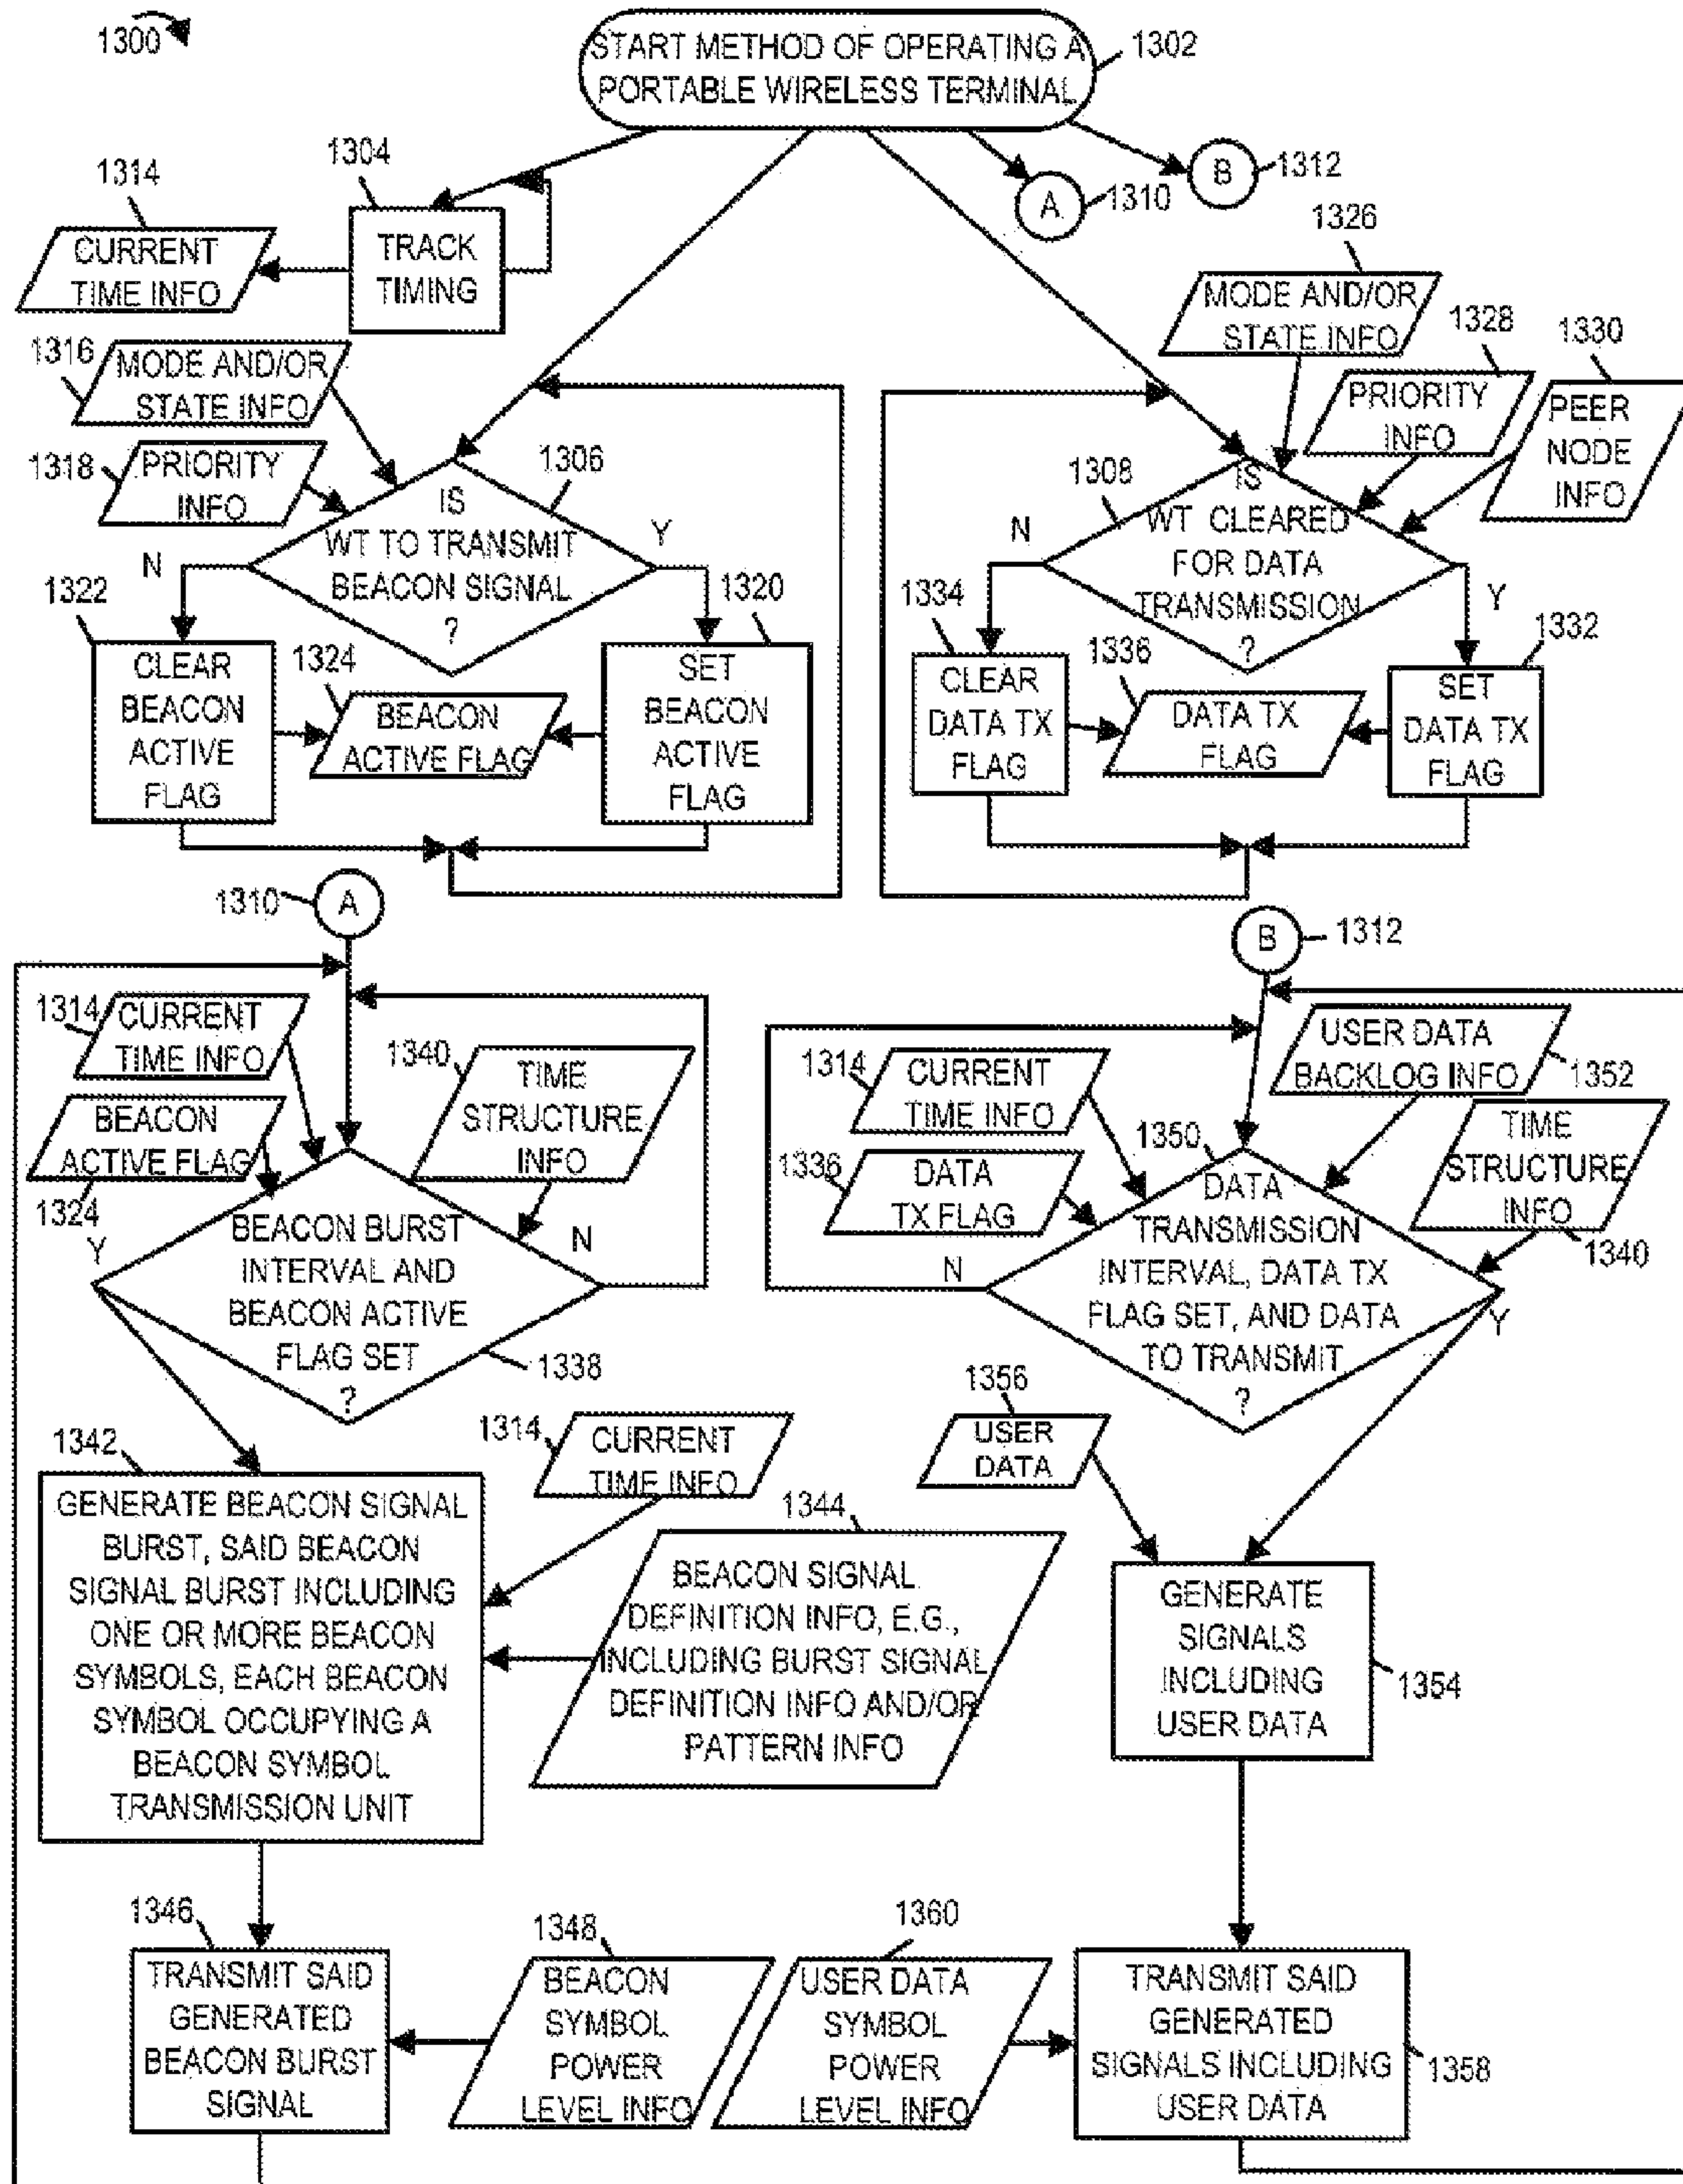 1300
START METHOD OF OPERATING A
PORTABLE WIRELESS TERMINAL
1302
1304
1314
CURRENT
TIME INFO
TRACK
TIMING
A
1310
B
1312
1316
MODE AND/OR
STATE INFO
1318
PRIORITY
INFO
1306
IS
WT TO TRANSMIT
BEACON SIGNAL
?
N
Y
1322
CLEAR
BEACON
ACTIVE
FLAG
1324
BEACON
ACTIVE FLAG
1320
SET
BEACON
ACTIVE
FLAG
1326
MODE AND/OR
STATE INFO
1328
PRIORITY
INFO
1330
PEER
NODE
INFO
1308
IS
WT CLEARED
FOR DATA
TRANSMISSION
?
N
Y
1334
CLEAR
DATA TX
FLAG
1336
DATA TX
FLAG
1332
SET
DATA TX
FLAG
1310
A
1314
CURRENT
TIME INFO
BEACON
ACTIVE FLAG
1324
1340
TIME
STRUCTURE
INFO
Y
BEACON BURST
INTERVAL AND
BEACON ACTIVE
FLAG SET
?
N
1338
1342
GENERATE BEACON SIGNAL
BURST, SAID BEACON
SIGNAL BURST INCLUDING
ONE OR MORE BEACON
SYMBOLS, EACH BEACON
SYMBOL OCCUPYING A
BEACON SYMBOL
TRANSMISSION UNIT
1314
CURRENT
TIME INFO
1344
BEACON SIGNAL
DEFINITION INFO, E.G.,
INCLUDING BURST SIGNAL
DEFINITION INFO AND/OR
PATTERN INFO
1346
TRANSMIT SAID
GENERATED
BEACON BURST
SIGNAL
1348
BEACON
SYMBOL
POWER
LEVEL INFO
B
1312
1314
CURRENT
TIME INFO
1336
DATA
TX FLAG
USER DATA
BACKLOG INFO
1352
TIME
STRUCTURE
INFO
1340
1350
DATA
TRANSMISSION
INTERVAL, DATA TX
FLAG SET, AND DATA
TO TRANSMIT
?
N
Y
1356
USER
DATA
GENERATE
SIGNALS
INCLUDING
USER DATA
1354
1360
USER DATA
SYMBOL
POWER
LEVEL INFO
TRANSMIT SAID
GENERATED
SIGNALS INCLUDING
USER DATA
1358